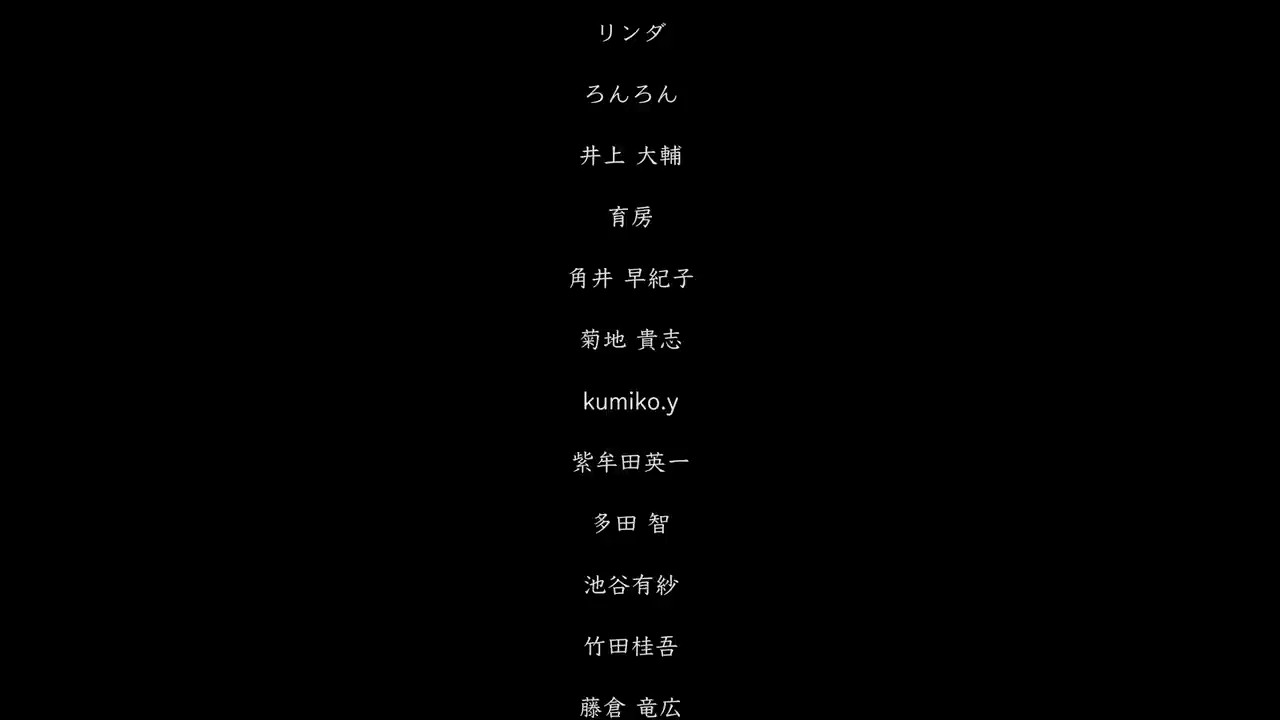 リンダ
ろんろん
井上 大輔
育房
角井 早紀子
菊地 貴志
kumiko.y
紫牟田英一
多田 智
池谷有紗
竹田桂吾
藤倉 竜広